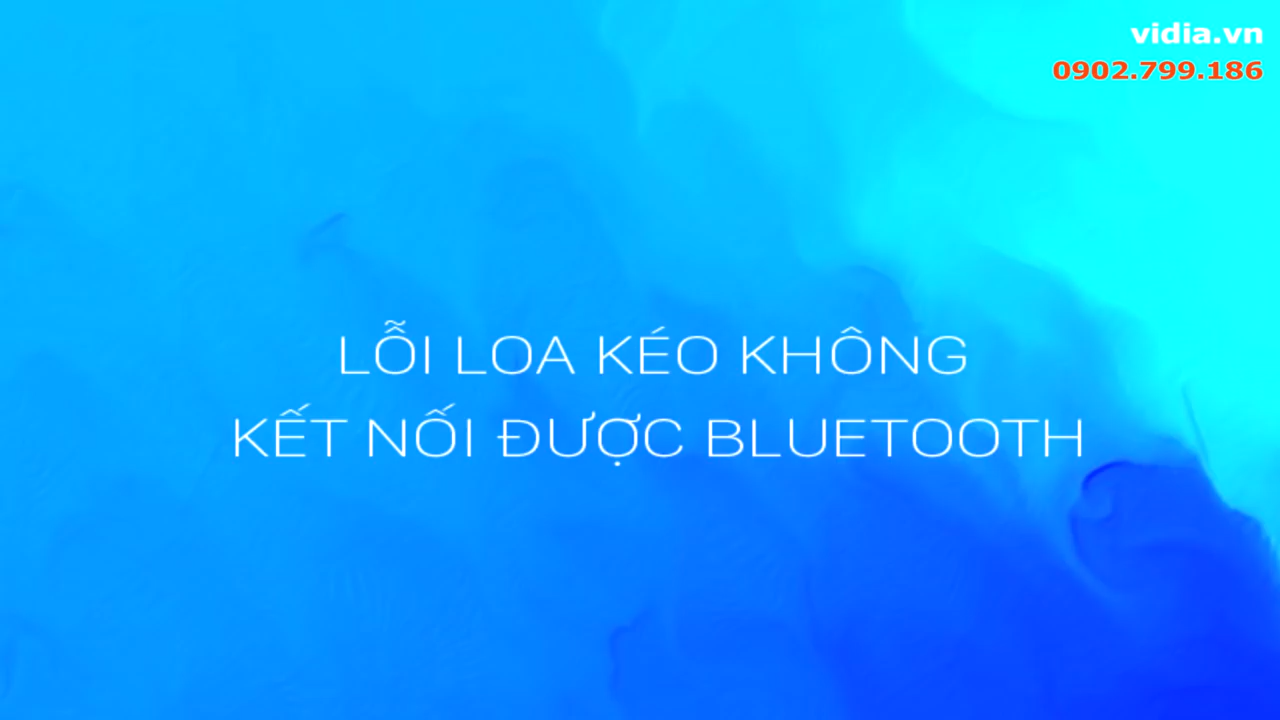 vidia.vn
0902.799.186
LỖI LOA KÉO KHÔNG
KẾT NỐI ĐƯỢC BLUETOOTH